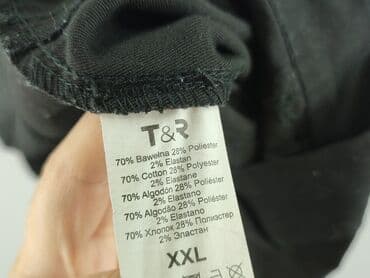 T&R
70% Bawełna 28% Poliéster
2% Elastan
70% Cotton 28% Polyester
2% Elastane
70% Algodón 28% Poliéster
2% Elastano
70% Algodão 28% Poliéster
2% Elastano
70% Хлопок 28% Полиэстер
2% Эластан
XXL